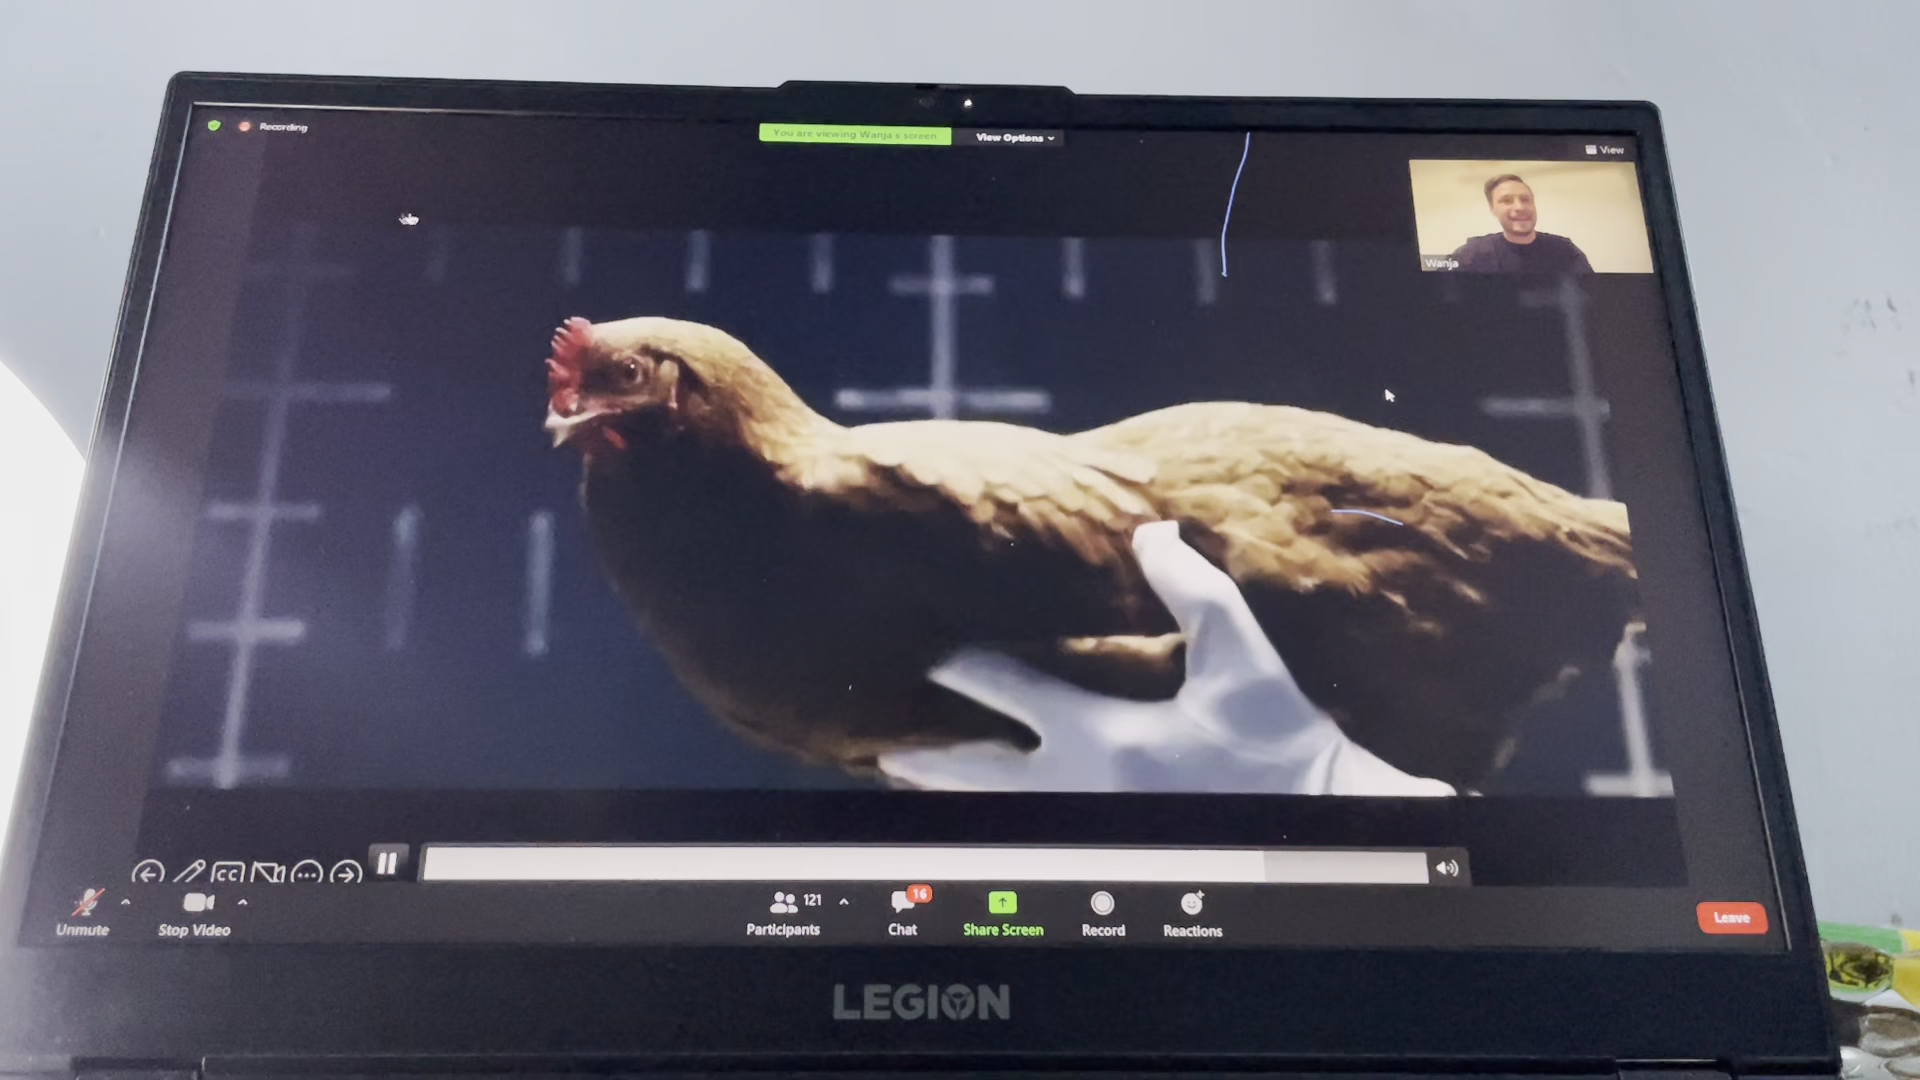 Recording
You are viewing Wanja's screen
View Options
View
Wanja
CC
Unmute
Stop Video
121
Participants
16
Chat
Share Screen
Record
Reactions
Leave
LEGION